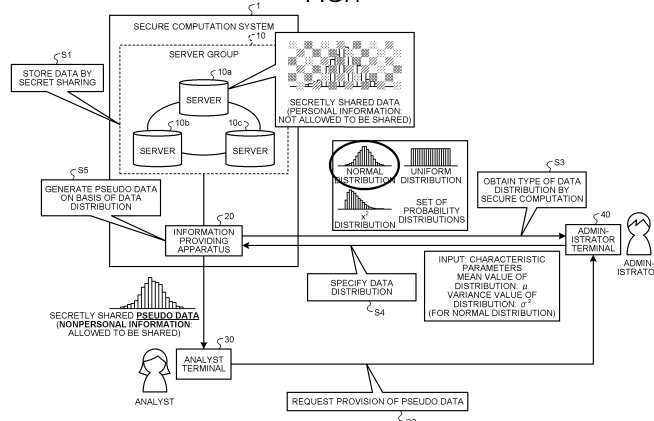 1
SECURE COMPUTATION SYSTEM
10
SERVER GROUP
S1
STORE DATA BY
SECRET SHARING
10a
SERVER
10b
SERVER
10c
SERVER
SECRETLY SHARED DATA
(PERSONAL INFORMATION:
NOT ALLOWED TO BE SHARED)
S5
GENERATE PSEUDO DATA
ON BASIS OF DATA
DISTRIBUTION
NORMAL
DISTRIBUTION
UNIFORM
DISTRIBUTION
x²
DISTRIBUTION
SET OF
PROBABILITY
DISTRIBUTIONS
S3
OBTAIN TYPE OF DATA
DISTRIBUTION BY
SECURE COMPUTATION
20
INFORMATION
PROVIDING
APPARATUS
40
ADMIN-
ISTRATOR
TERMINAL
ADMIN-
ISTRATO
SPECIFY DATA
DISTRIBUTION
S4
INPUT: CHARACTERISTIC
PARAMETERS
MEAN VALUE OF
DISTRIBUTION: μ
VARIANCE VALUE OF
DISTRIBUTION: σ²
(FOR NORMAL DISTRIBUTION)
SECRETLY SHARED PSEUDO DATA
(NONPERSONAL INFORMATION:
ALLOWED TO BE SHARED)
30
ANALYST
TERMINAL
ANALYST
REQUEST PROVISION OF PSEUDO DATA